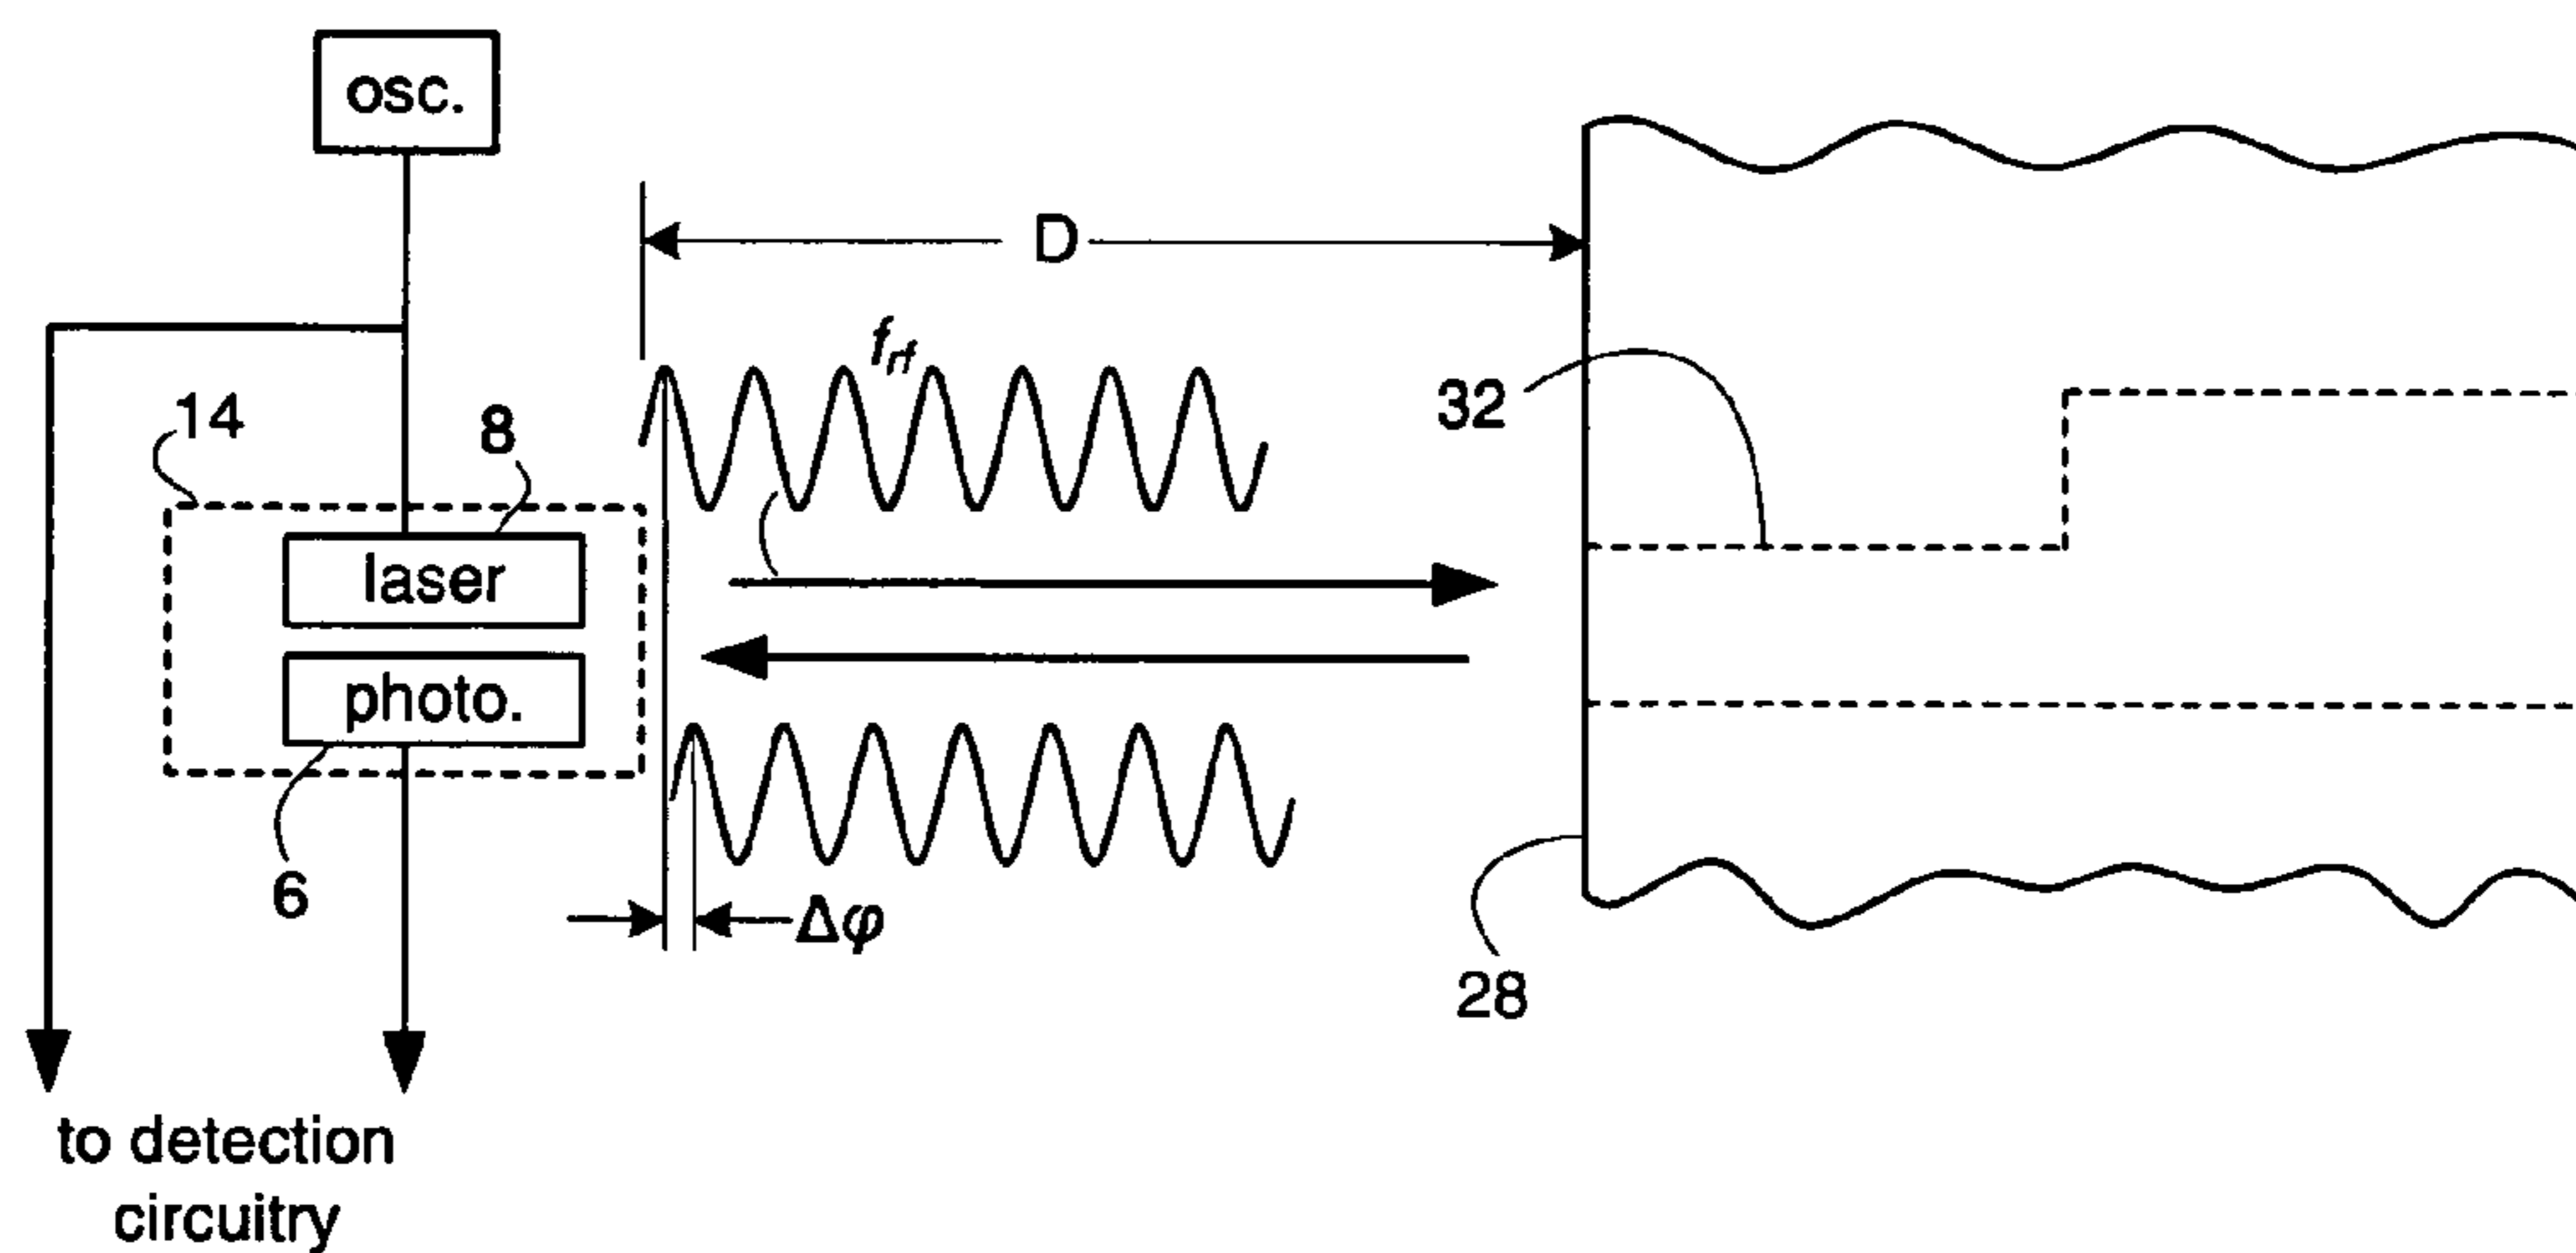 osc.
D
f_rf
14
8
32
laser
photo.
6
Δφ
28
to detection
circuitry